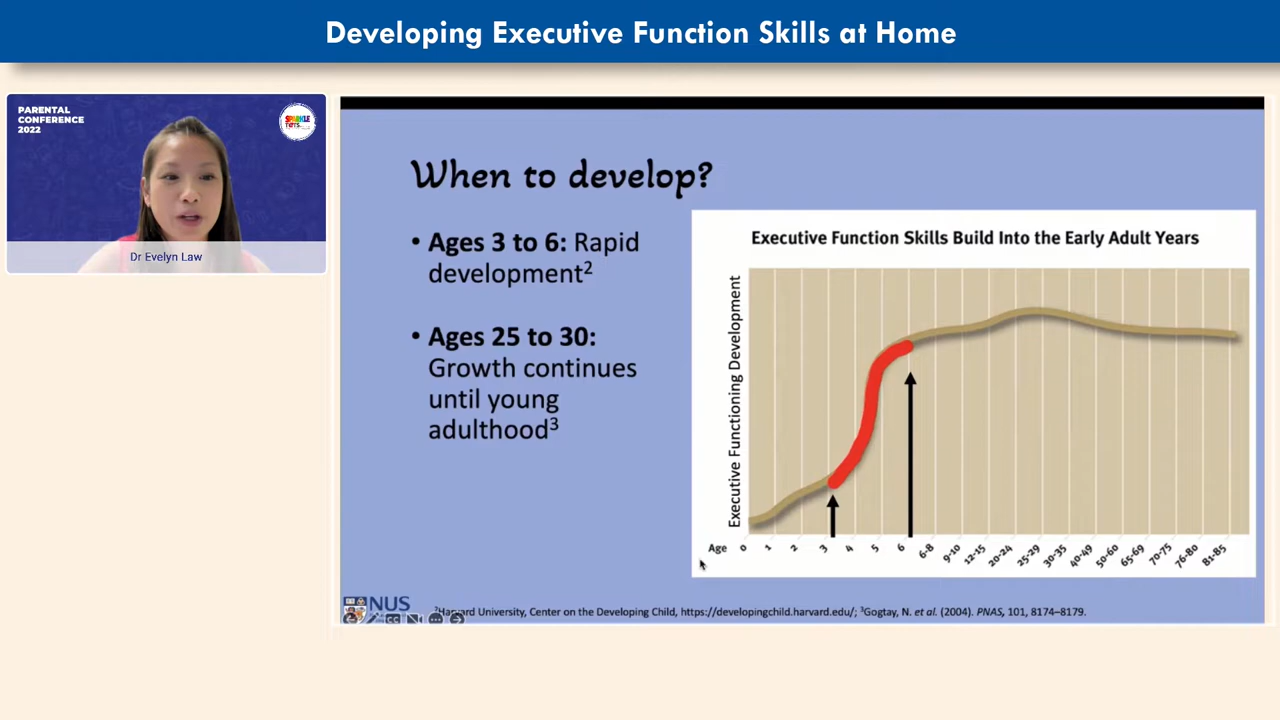 Developing Executive Function Skills at Home
PARENTAL
CONFERENCE
2022
SPARKLE
TOTS
Dr Evelyn Law
When to develop?
• Ages 3 to 6: Rapid
development²
• Ages 25 to 30:
Growth continues
until young
adulthood³
Executive Function Skills Build Into the Early Adult Years
Executive Functioning Development
Age 0 1 2 3 4 5 6 6-8 9-10 12-15 20-24 25-29 30-35 40-49 50-60 65-69 70-75 76-80 81-85
NUS
²Harvard University, Center on the Developing Child, https://developingchild.harvard.edu/; ³Gogtay, N. et al. (2004). PNAS, 101, 8174–8179.
CC